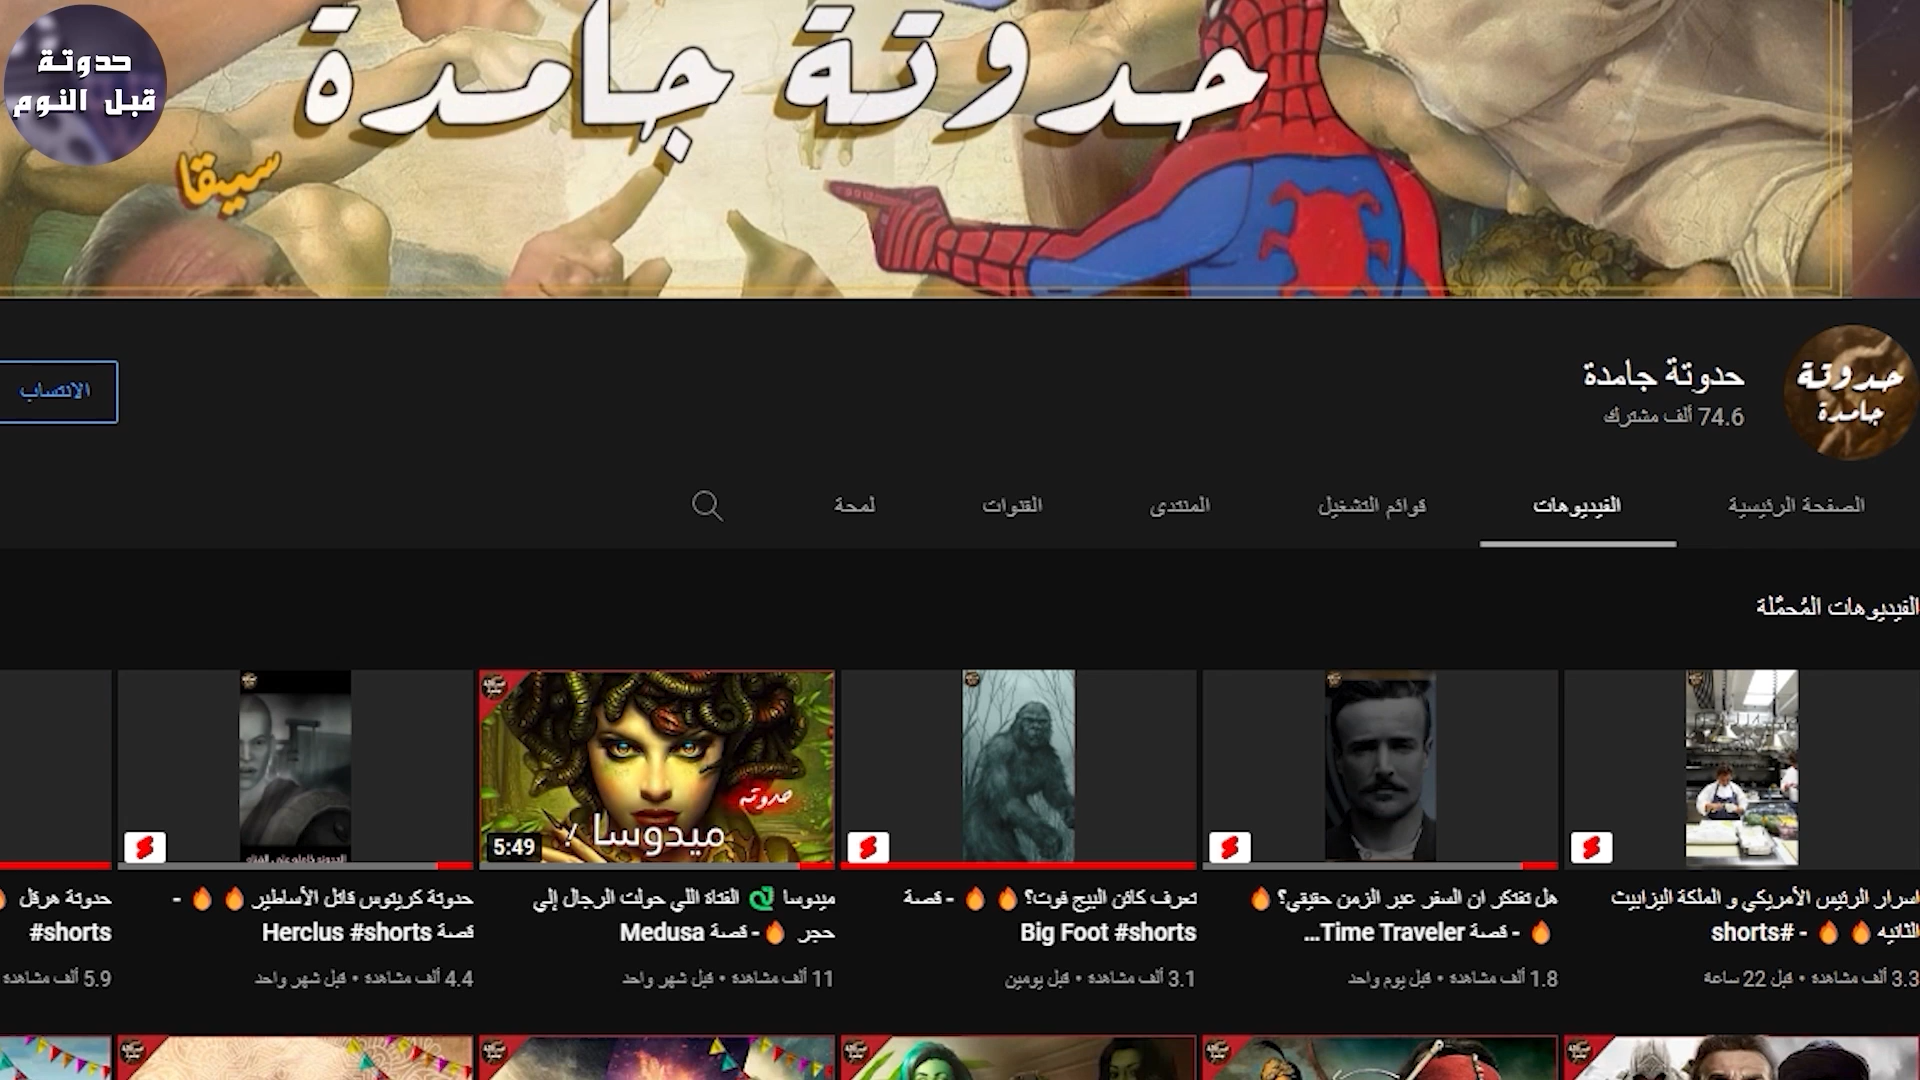 حدوتة
قبل النوم
حدوتة جامدة
سيقا
حدوتة جامدة
74.6 ألف مشترك
حدوتة
جامدة
الانتساب
الصفحة الرئيسية
الفيديوهات
قوائم التشغيل
المنتدى
القنوات
لمحة
الفيديوهات المُحمَّلة
حدوته
ميدوسا !
5:49
اسرار الرئيس الأمريكي و الملكة اليزابيث
الثانيه 🔥 🔥 - #shorts
3.3 ألف مشاهدة • قبل 22 ساعة
هل تفتكر ان السفر عبر الزمن حقيقي؟ 🔥
🔥 - قصة Time Traveler...
1.8 ألف مشاهدة • قبل يوم واحد
تعرف كائن البيج فوت؟ 🔥 🔥 - قصة
Big Foot #shorts
3.1 ألف مشاهدة • قبل يومين
ميدوسا 🐍 الفتاة اللي حولت الرجال إلي
حجر 🔥 - قصة Medusa
11 ألف مشاهدة • قبل شهر واحد
حدوتة كريتوس قاتل الأساطير 🔥 🔥 -
قصة Herclus #shorts
4.4 ألف مشاهدة • قبل شهر واحد
حدوتة هرقل 🔥
#shorts
5.9 ألف مشاهدة